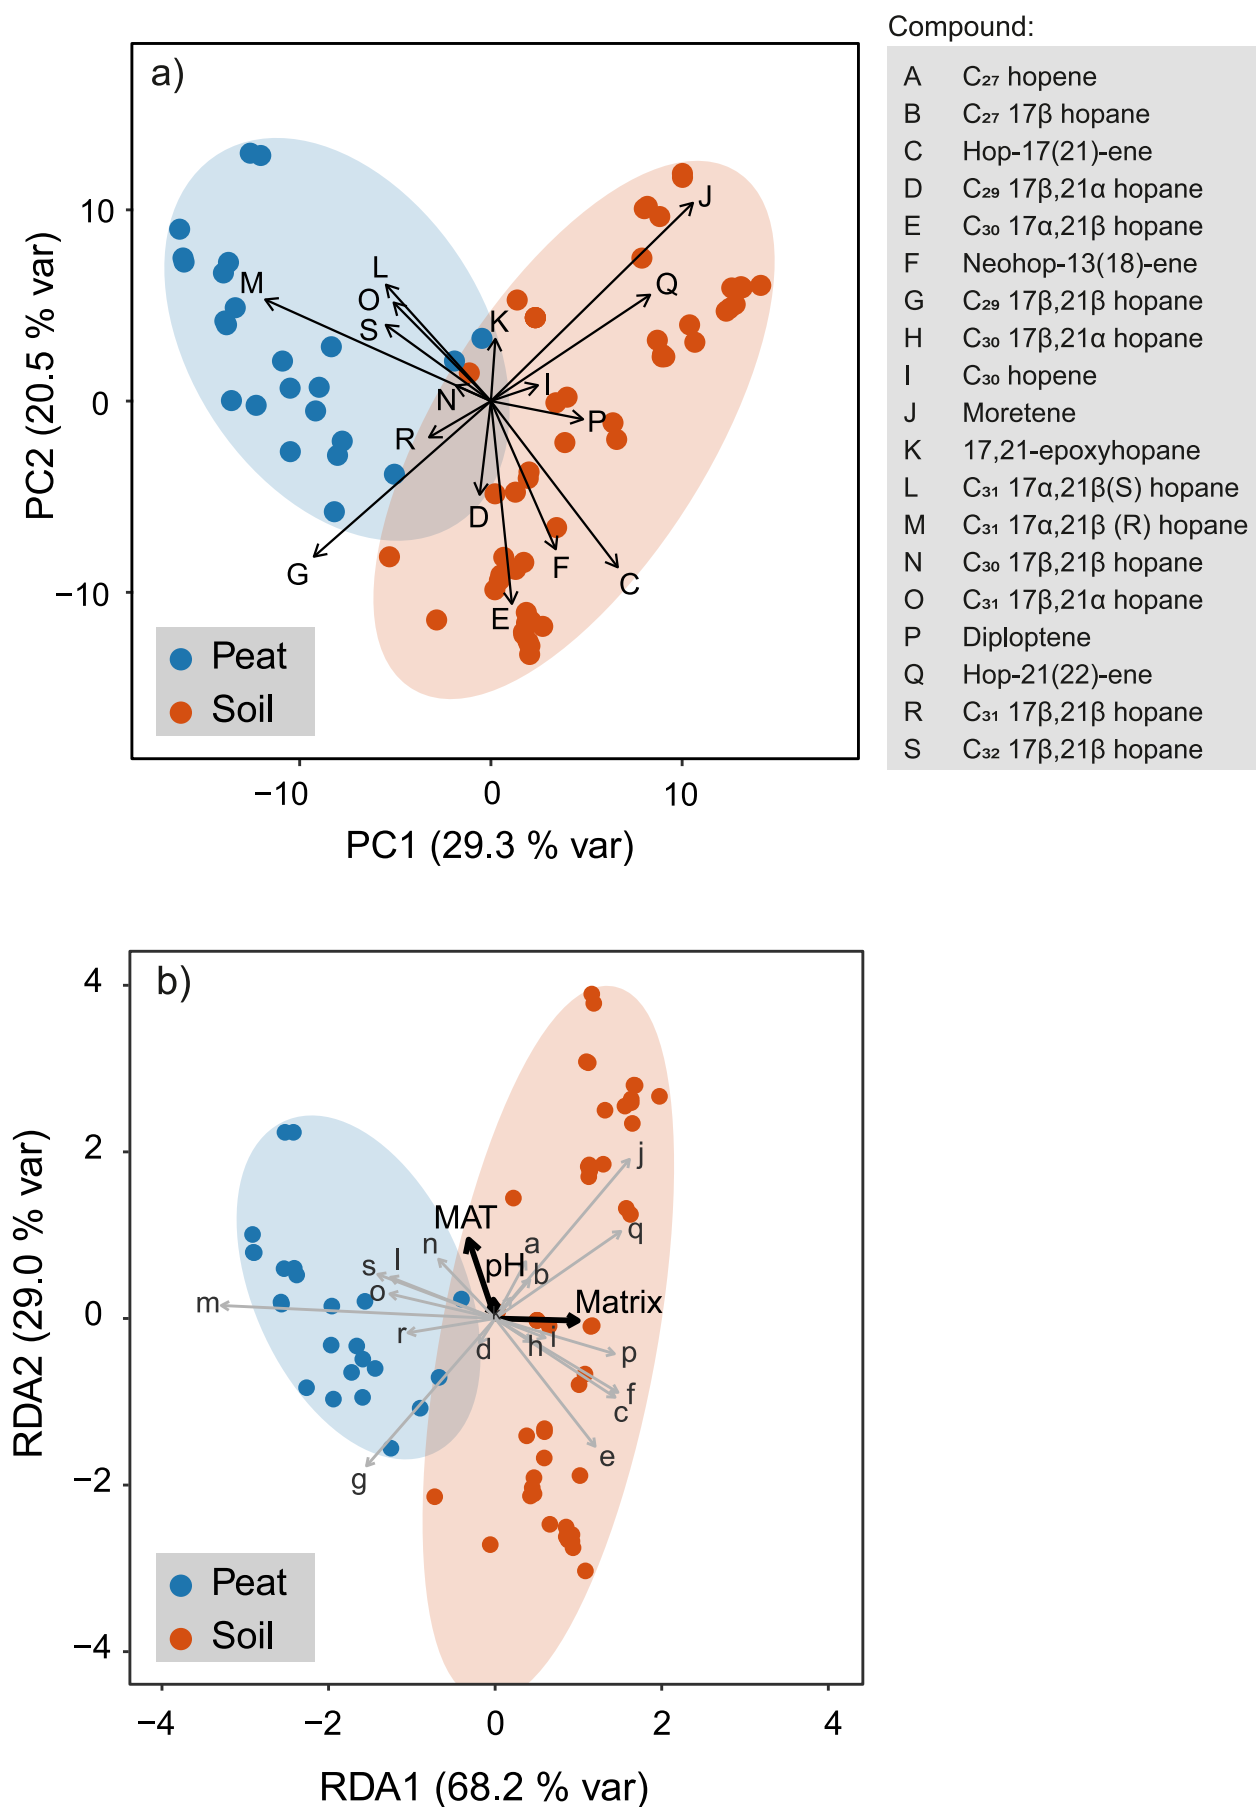 Compound:
a)
A C₂₇ hopene
B C₂₇ 17β hopane
C Hop-17(21)-ene
D C₂₉ 17β,21α hopane
E C₃₀ 17α,21β hopane
F Neohop-13(18)-ene
G C₂₉ 17β,21β hopane
H C₃₀ 17β,21α hopane
I C₃₀ hopene
J Moretene
K 17,21-epoxyhopane
L C₃₁ 17α,21β(S) hopane
M C₃₁ 17α,21β (R) hopane
N C₃₀ 17β,21β hopane
O C₃₁ 17β,21α hopane
P Diploptene
Q Hop-21(22)-ene
R C₃₁ 17β,21β hopane
S C₃₂ 17β,21β hopane
PC2 (20.5 % var)
10
0
−10
J
L
M
Q
O
K
S
I
N
P
R
D
F
G
C
E
Peat
Soil
−10 0 10
PC1 (29.3 % var)
b)
RDA2 (29.0 % var)
4
2
0
−2
−4
j
MAT
q
n
a
pH
s
l
b
m
o
Matrix
r
d
h
i
p
f
c
e
g
Peat
Soil
−4 −2 0 2 4
RDA1 (68.2 % var)